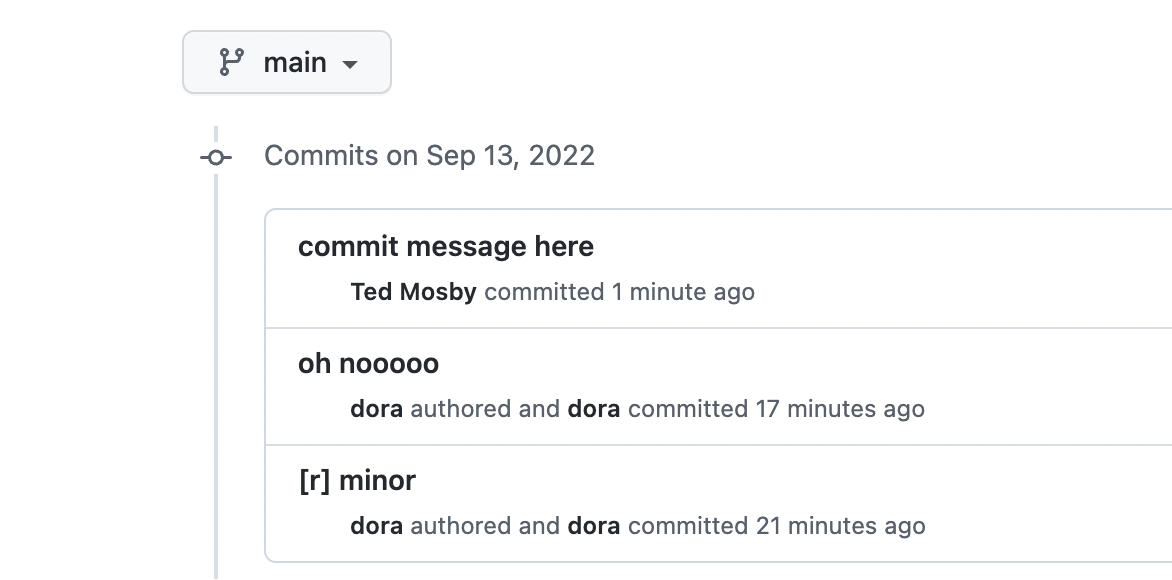 main
Commits on Sep 13, 2022
commit message here
Ted Mosby committed 1 minute ago
oh nooooo
dora authored and dora committed 17 minutes ago
[r] minor
dora authored and dora committed 21 minutes ago